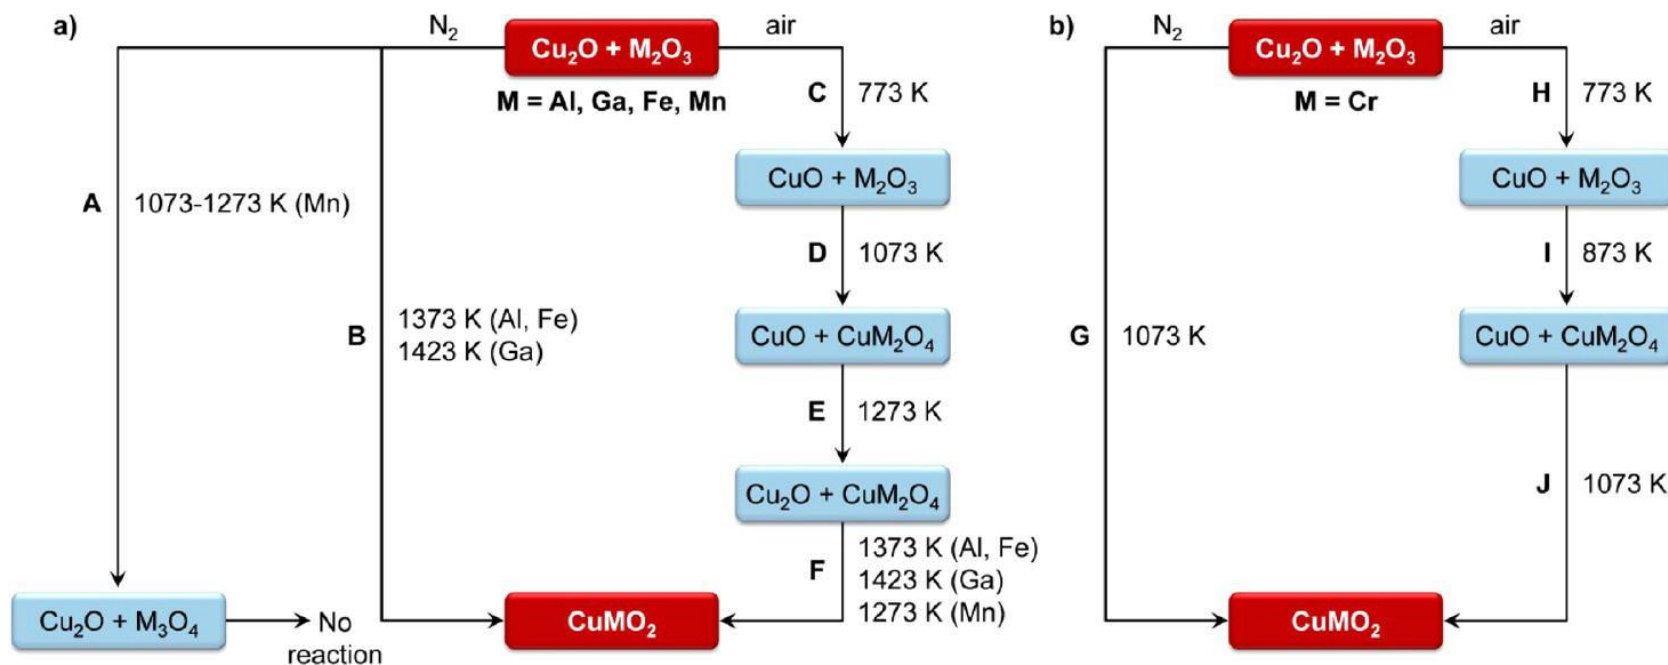 a)
N₂
Cu₂O + M₂O₃
air
M = Al, Ga, Fe, Mn
C
773 K
CuO + M₂O₃
A
1073-1273 K (Mn)
D
1073 K
B
1373 K (Al, Fe)
1423 K (Ga)
CuO + CuM₂O₄
E
1273 K
Cu₂O + CuM₂O₄
F
1373 K (Al, Fe)
1423 K (Ga)
1273 K (Mn)
Cu₂O + M₃O₄
No
reaction
CuMO₂
b)
N₂
Cu₂O + M₂O₃
air
M = Cr
H
773 K
CuO + M₂O₃
I
873 K
G
1073 K
CuO + CuM₂O₄
J
1073 K
CuMO₂